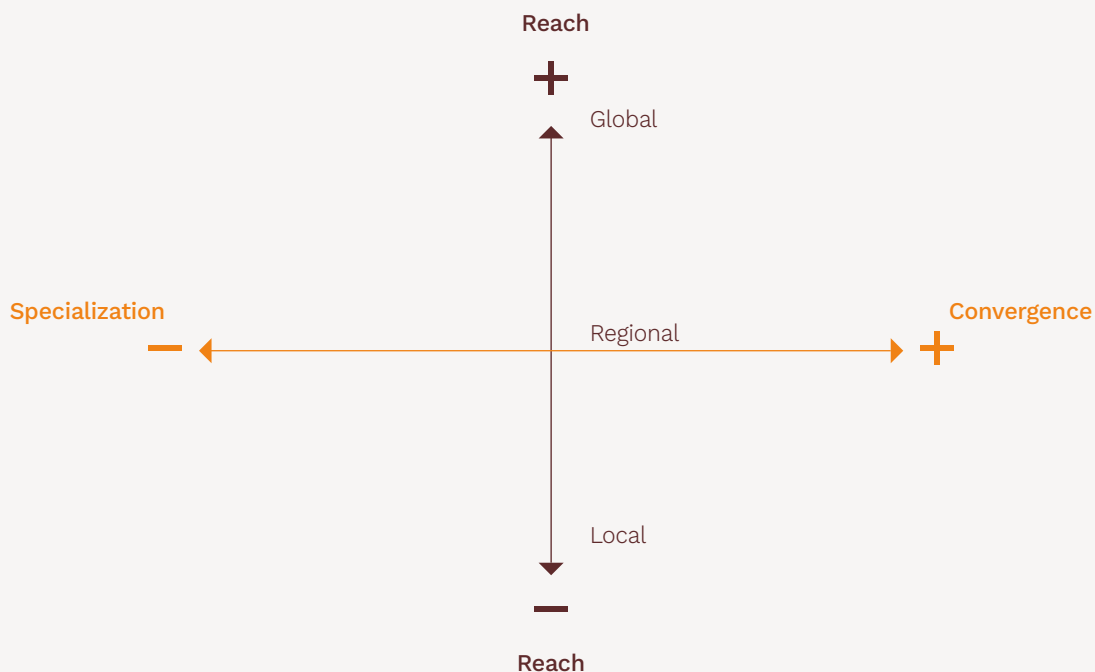 Reach
Global
Specialization
Convergence
Regional
Local
Reach